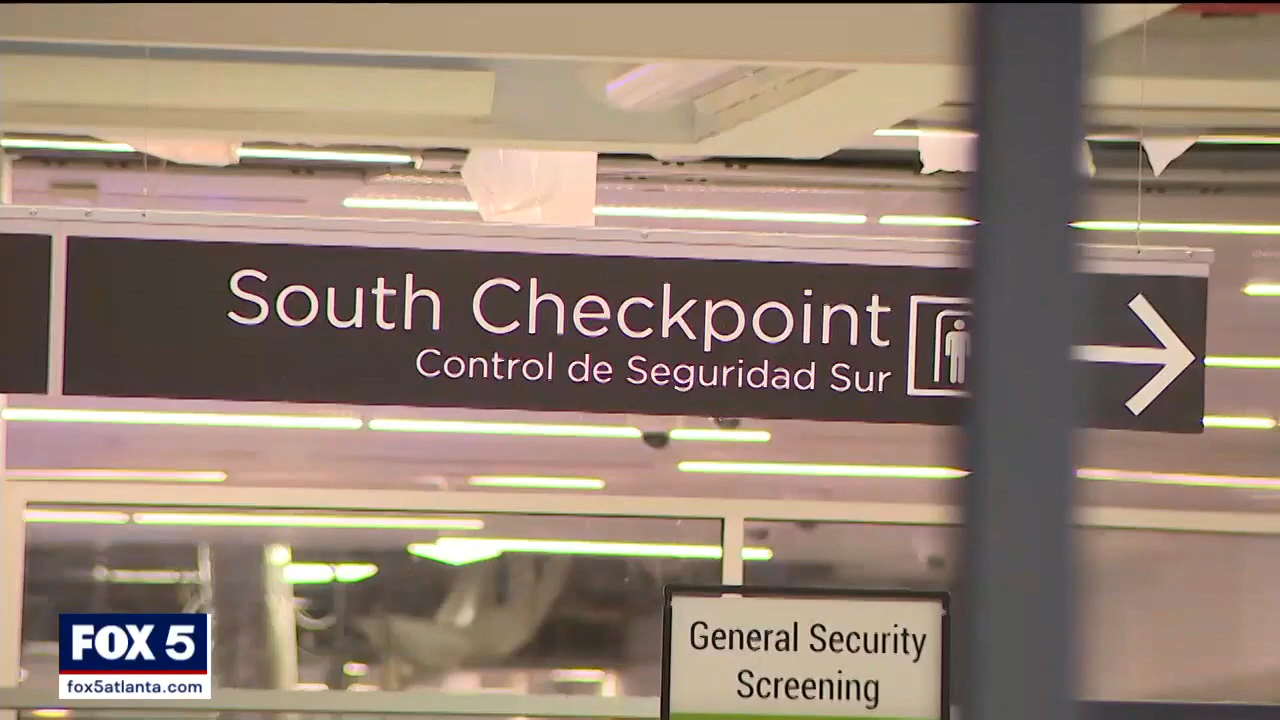 South Checkpoint
Control de Seguridad Sur
General Security
Screening
FOX 5
fox5atlanta.com